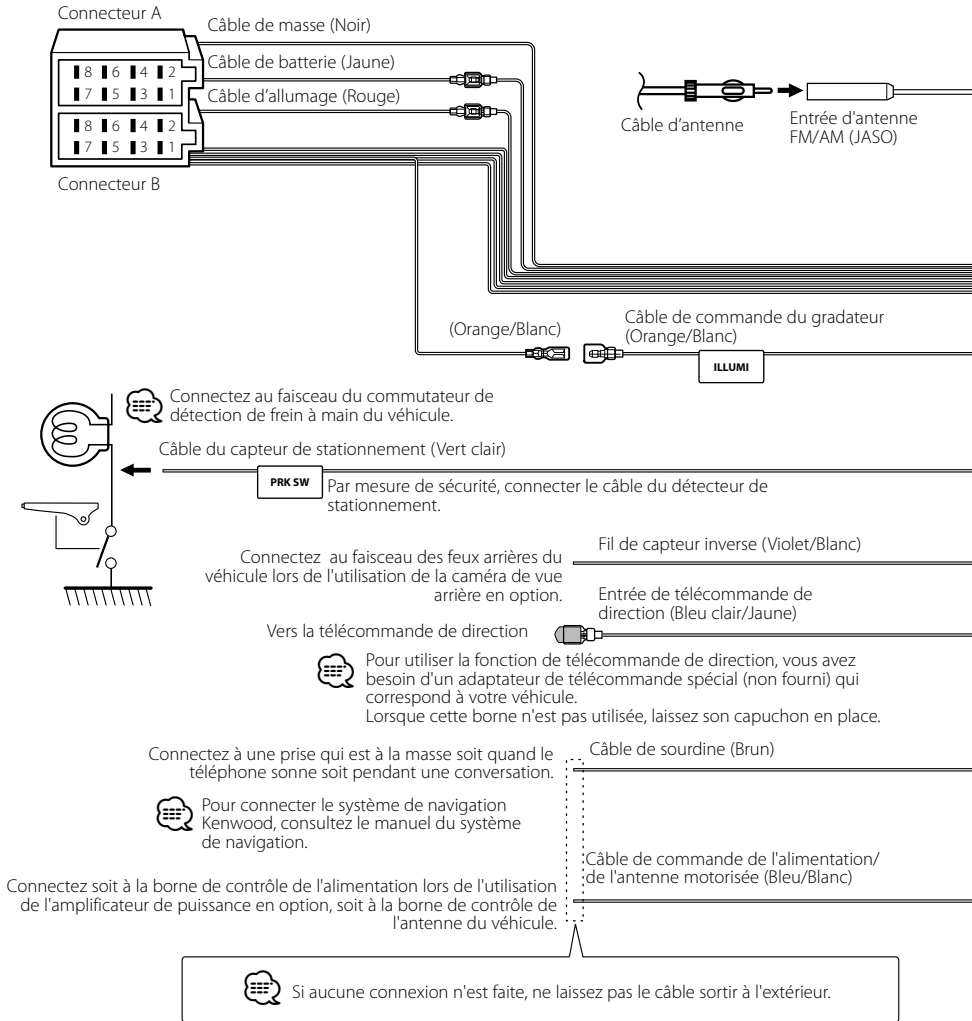 Connecteur A
Câble de masse (Noir)
Câble de batterie (Jaune)
Câble d'allumage (Rouge)
8 6 4 2
7 5 3 1
8 6 4 2
7 5 3 1
Connecteur B
Câble d'antenne
Entrée d'antenne
FM/AM (JASO)
(Orange/Blanc)
Câble de commande du gradateur
(Orange/Blanc)
ILLUMI
Connectez au faisceau du commutateur de
détection de frein à main du véhicule.
Câble du capteur de stationnement (Vert clair)
PRK SW
Par mesure de sécurité, connecter le câble du détecteur de
stationnement.
Connectez au faisceau des feux arrières du
véhicule lors de l'utilisation de la caméra de vue
arrière en option.
Fil de capteur inverse (Violet/Blanc)
Entrée de télécommande de
direction (Bleu clair/Jaune)
Vers la télécommande de direction
Pour utiliser la fonction de télécommande de direction, vous avez
besoin d'un adaptateur de télécommande spécial (non fourni) qui
correspond à votre véhicule.
Lorsque cette borne n'est pas utilisée, laissez son capuchon en place.
Connectez à une prise qui est à la masse soit quand le
téléphone sonne soit pendant une conversation.
Câble de sourdine (Brun)
Pour connecter le système de navigation
Kenwood, consultez le manuel du système
de navigation.
Câble de commande de l'alimentation/
de l'antenne motorisée (Bleu/Blanc)
Connectez soit à la borne de contrôle de l'alimentation lors de l'utilisation
de l'amplificateur de puissance en option, soit à la borne de contrôle de
l'antenne du véhicule.
Si aucune connexion n'est faite, ne laissez pas le câble sortir à l'extérieur.